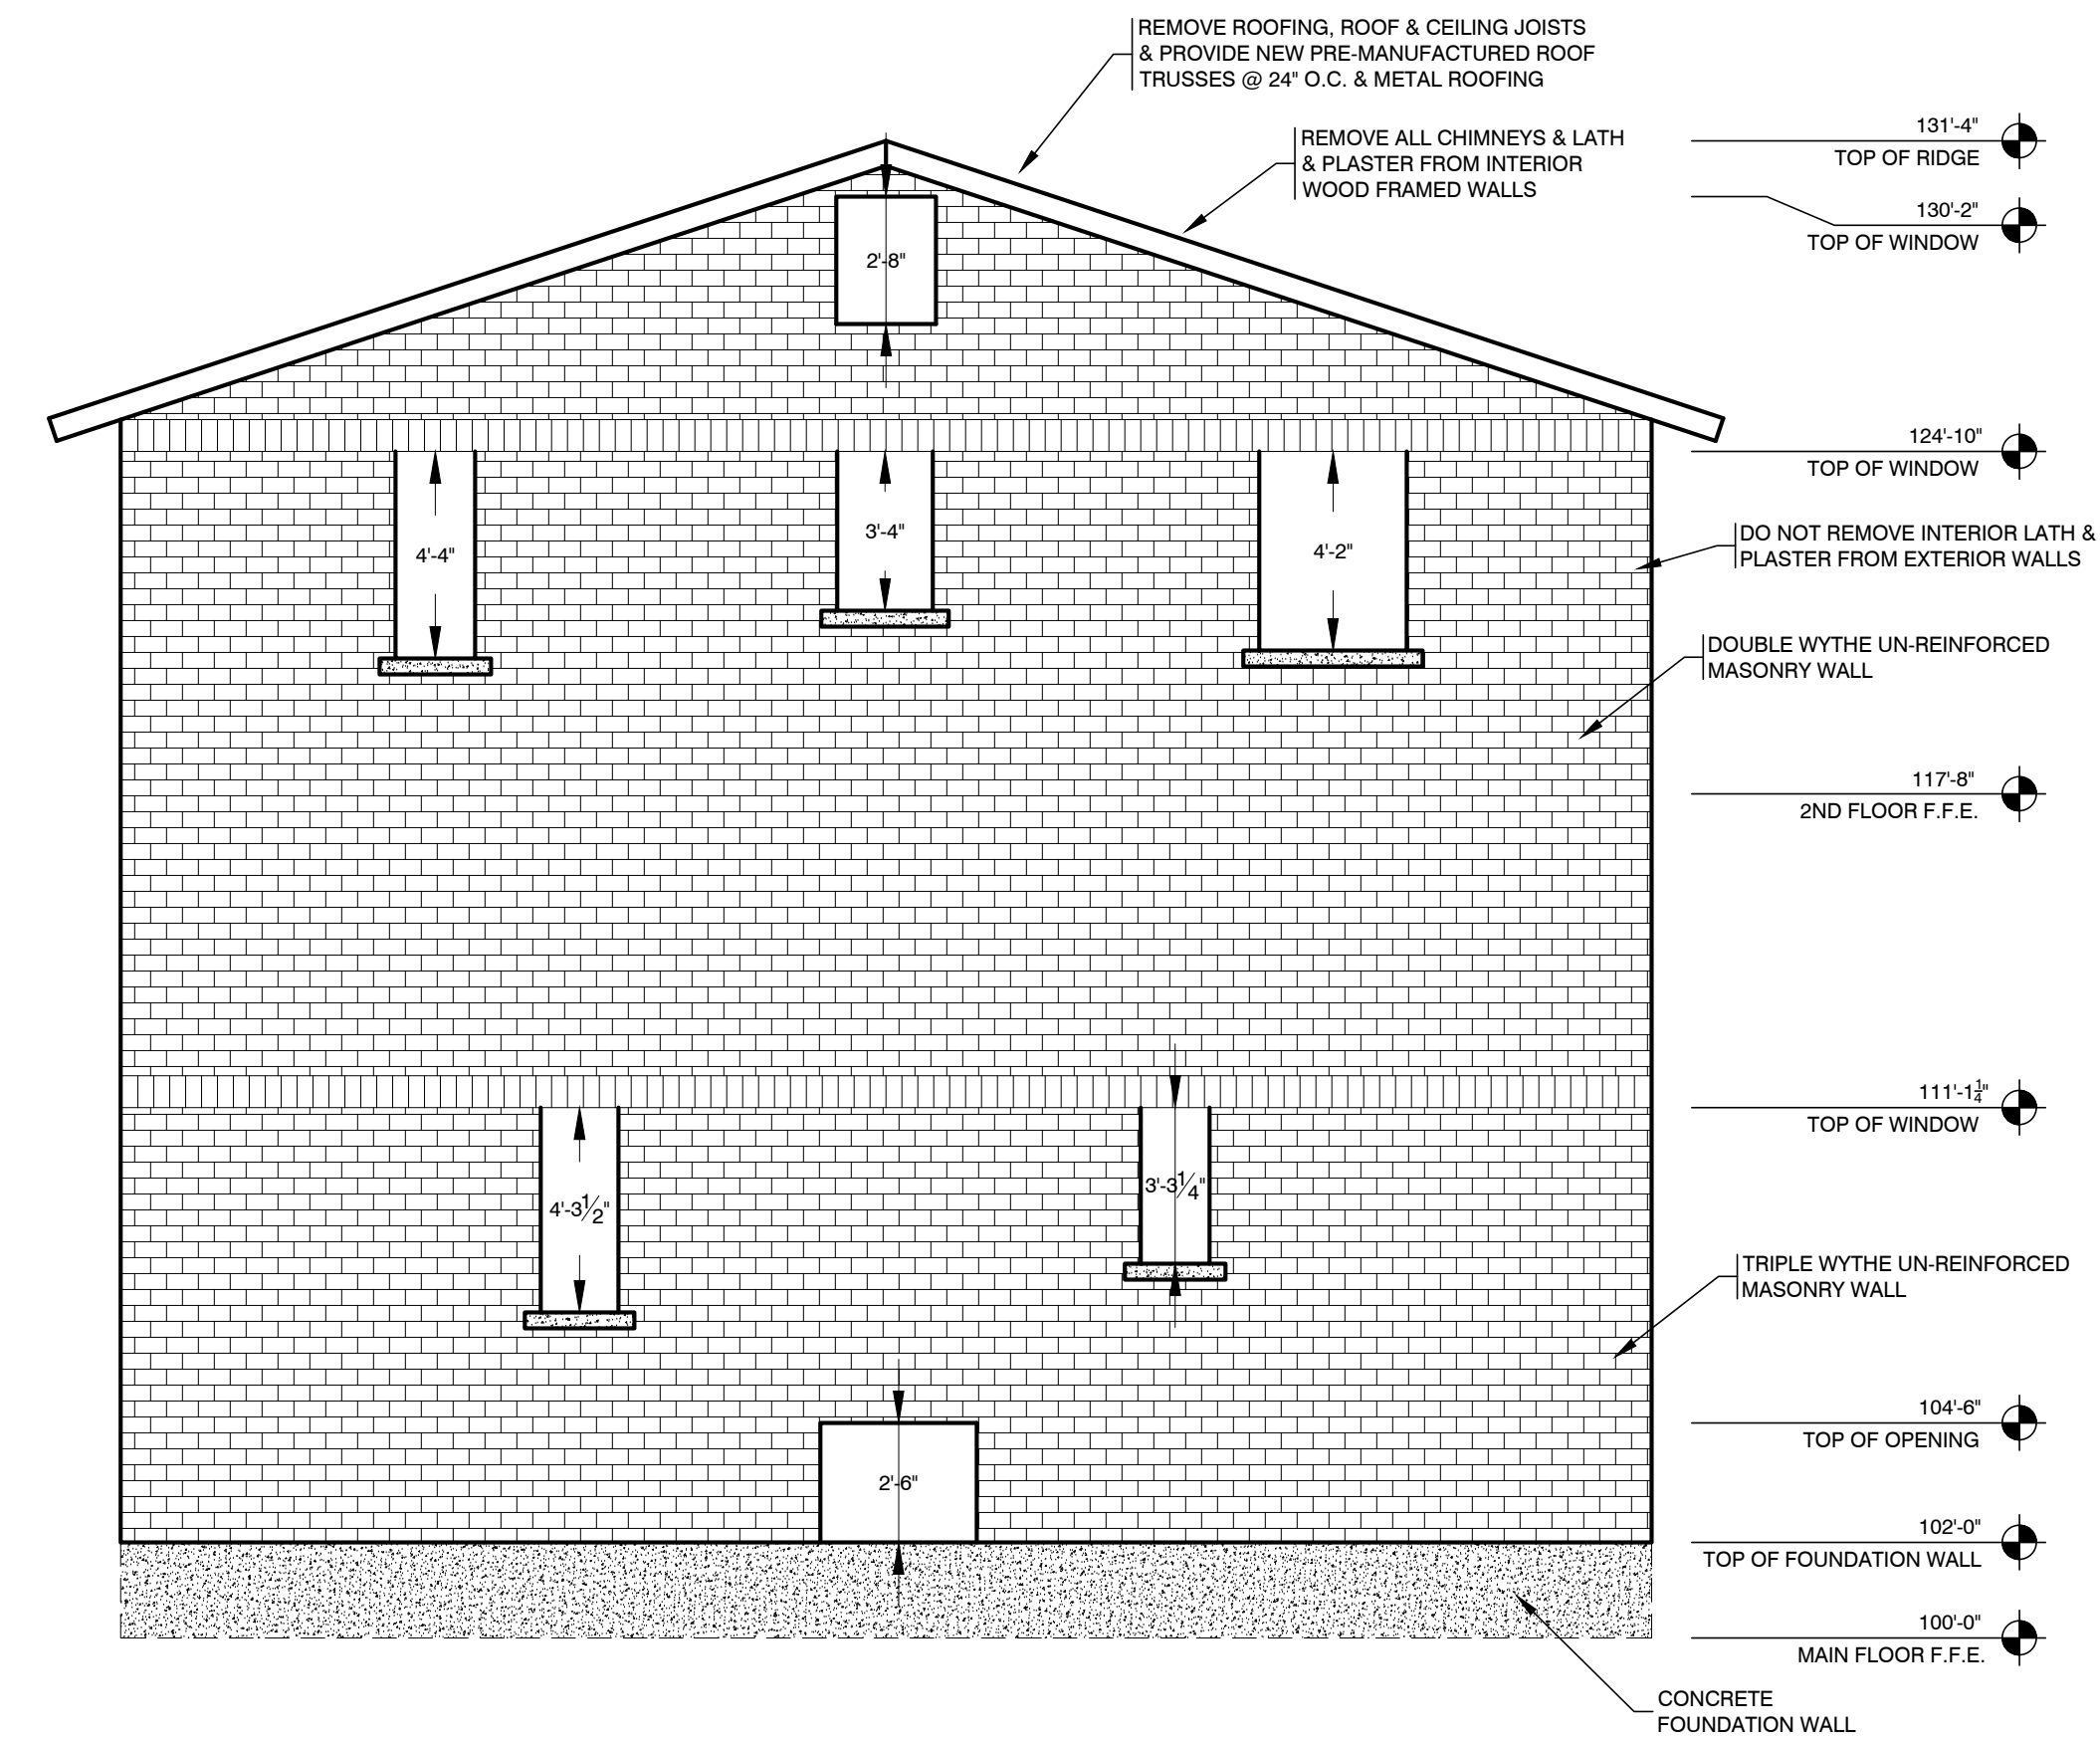 REMOVE ROOFING, ROOF & CEILING JOISTS
& PROVIDE NEW PRE-MANUFACTURED ROOF
TRUSSES @ 24" O.C. & METAL ROOFING
REMOVE ALL CHIMNEYS & LATH
& PLASTER FROM INTERIOR
WOOD FRAMED WALLS
131'-4"
TOP OF RIDGE
130'-2"
TOP OF WINDOW
2'-8"
124'-10"
TOP OF WINDOW
4'-4"
3'-4"
4'-2"
DO NOT REMOVE INTERIOR LATH &
PLASTER FROM EXTERIOR WALLS
DOUBLE WYTHE UN-REINFORCED
MASONRY WALL
117'-8"
2ND FLOOR F.F.E.
111'-1¼"
TOP OF WINDOW
4'-3½"
3'-3¼"
TRIPLE WYTHE UN-REINFORCED
MASONRY WALL
104'-6"
TOP OF OPENING
2'-6"
102'-0"
TOP OF FOUNDATION WALL
100'-0"
MAIN FLOOR F.F.E.
CONCRETE
FOUNDATION WALL